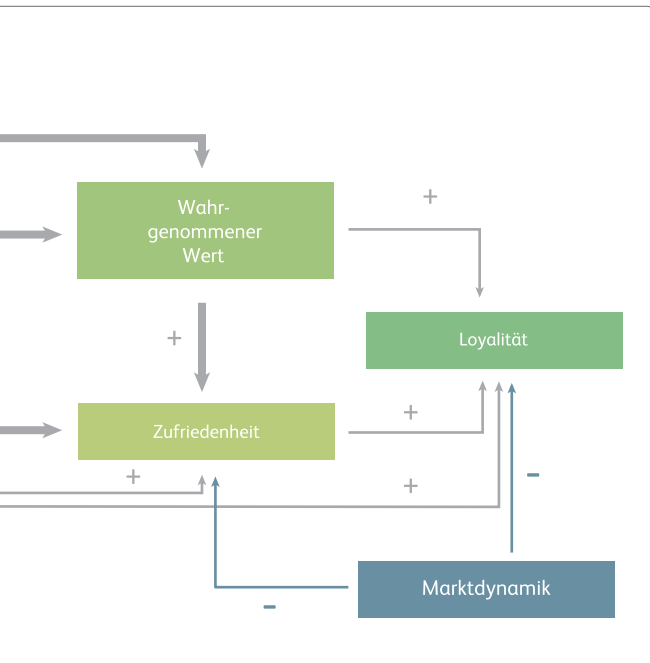 +
Wahr-
genommener
Wert
+
Loyalität
+
Zufriedenheit
+
+
–
Marktdynamik
–